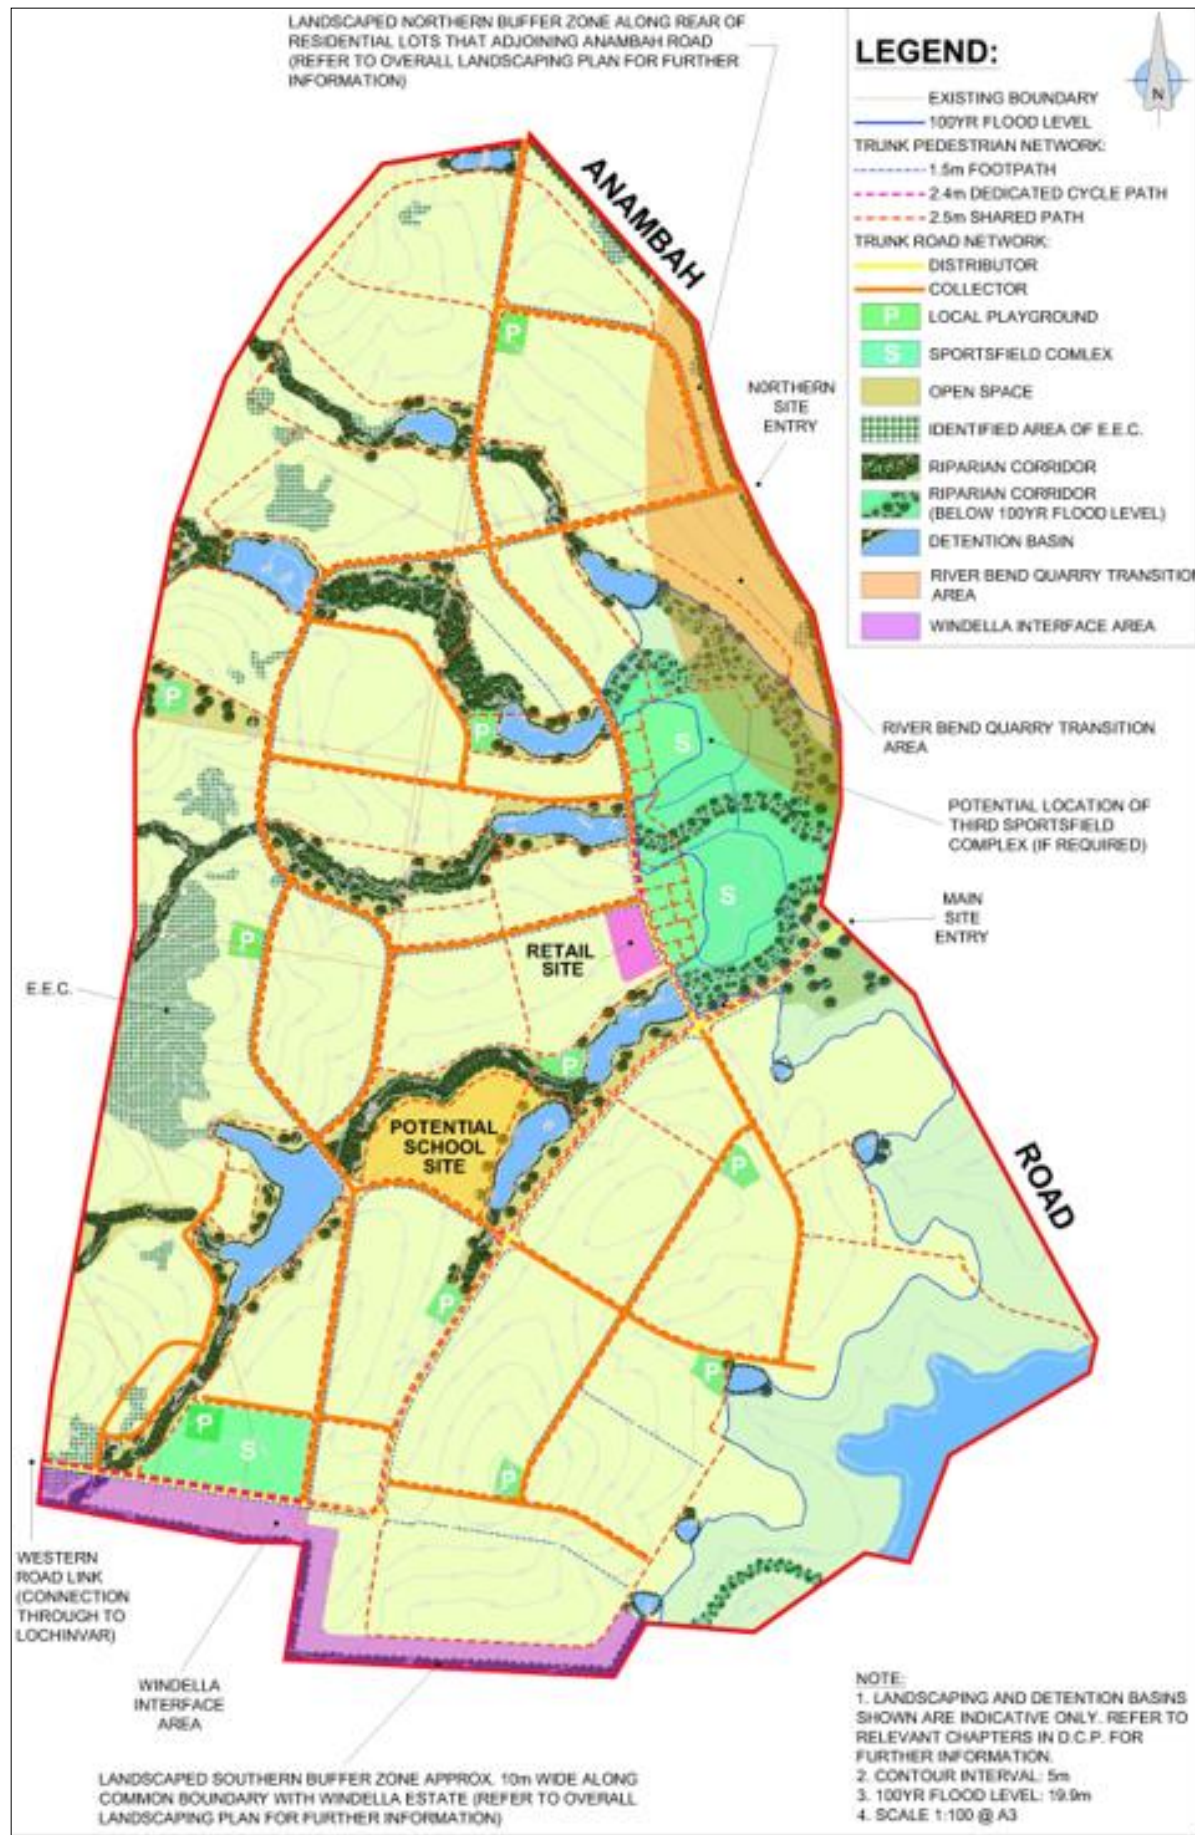 LANDSCAPED NORTHERN BUFFER ZONE ALONG REAR OF
RESIDENTIAL LOTS THAT ADJOINING ANAMBAH ROAD
(REFER TO OVERALL LANDSCAPING PLAN FOR FURTHER
INFORMATION)
LEGEND:
N
EXISTING BOUNDARY
100YR FLOOD LEVEL
TRUNK PEDESTRIAN NETWORK:
1.5m FOOTPATH
2.4m DEDICATED CYCLE PATH
2.5m SHARED PATH
TRUNK ROAD NETWORK:
DISTRIBUTOR
COLLECTOR
P LOCAL PLAYGROUND
S SPORTSFIELD COMLEX
OPEN SPACE
IDENTIFIED AREA OF E.E.C.
RIPARIAN CORRIDOR
RIPARIAN CORRIDOR
(BELOW 100YR FLOOD LEVEL)
DETENTION BASIN
RIVER BEND QUARRY TRANSITION
AREA
WINDELLA INTERFACE AREA
ANAMBAH
P
NORTHERN
SITE
ENTRY
P
P
S
RIVER BEND QUARRY TRANSITION
AREA
POTENTIAL LOCATION OF
THIRD SPORTSFIELD
COMPLEX (IF REQUIRED)
S
MAIN
SITE
ENTRY
P
RETAIL
SITE
E.E.C.
P
POTENTIAL
SCHOOL
SITE
P
ROAD
P
P
P
S
P
WESTERN
ROAD LINK
(CONNECTION
THROUGH TO
LOCHINVAR)
WINDELLA
INTERFACE
AREA
LANDSCAPED SOUTHERN BUFFER ZONE APPROX. 10m WIDE ALONG
COMMON BOUNDARY WITH WINDELLA ESTATE (REFER TO OVERALL
LANDSCAPING PLAN FOR FURTHER INFORMATION)
NOTE:
1. LANDSCAPING AND DETENTION BASINS
SHOWN ARE INDICATIVE ONLY. REFER TO
RELEVANT CHAPTERS IN D.C.P. FOR
FURTHER INFORMATION.
2. CONTOUR INTERVAL: 5m
3. 100YR FLOOD LEVEL: 19.9m
4. SCALE 1:100 @ A3